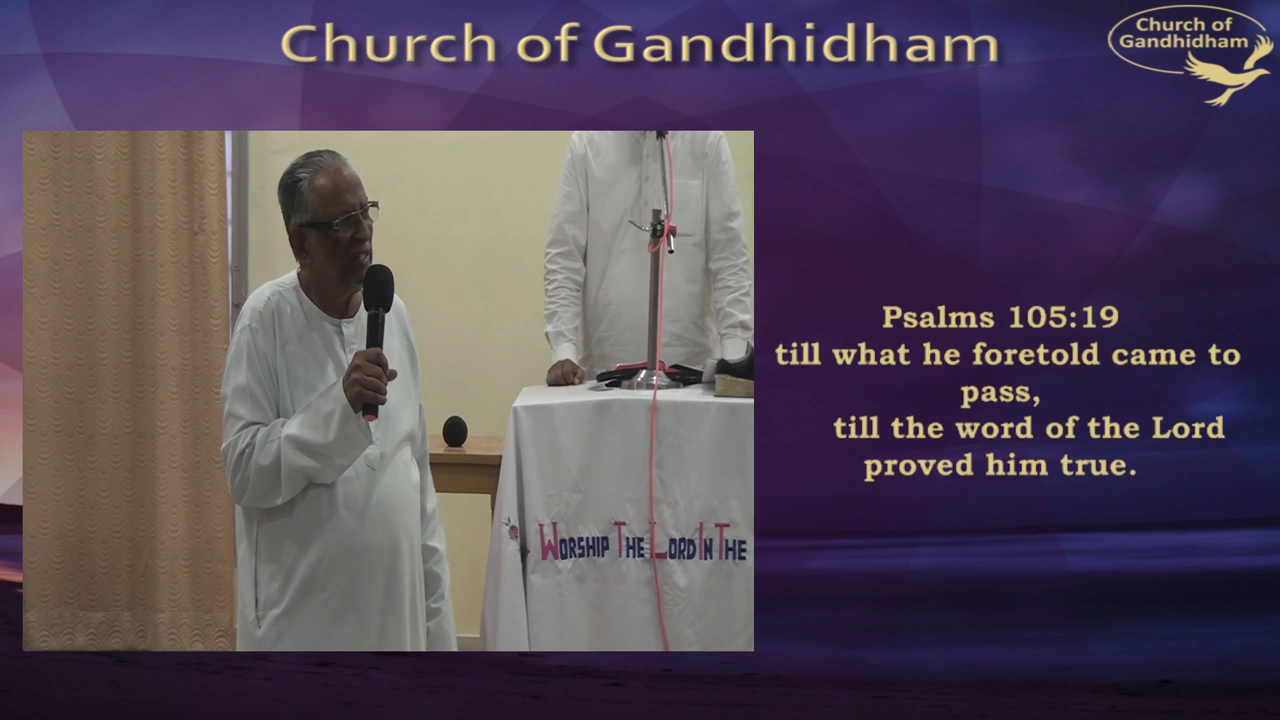 Church of Gandhidham
Church of
Gandhidham
Psalms 105:19
till what he foretold came to
pass,
till the word of the Lord
proved him true.
WORSHIP THE LORD IN THE